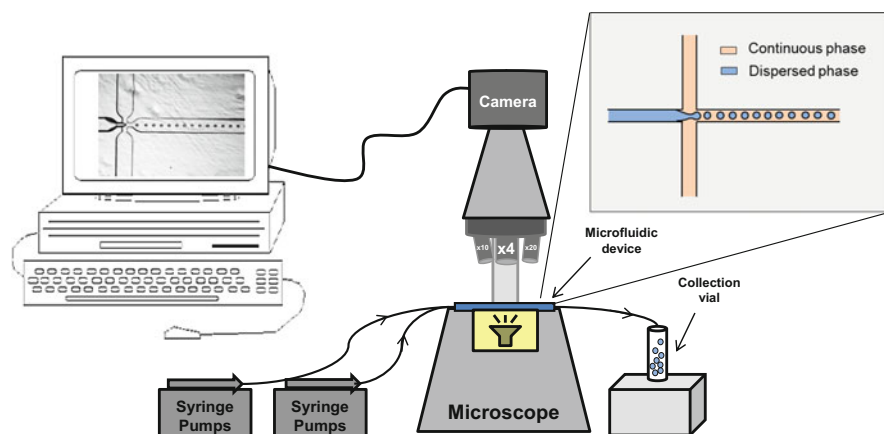 Continuous phase
Dispersed phase
Camera
x10
x4
x20
Microfluidic
device
Collection
vial
Syringe
Pumps
Syringe
Pumps
Microscope